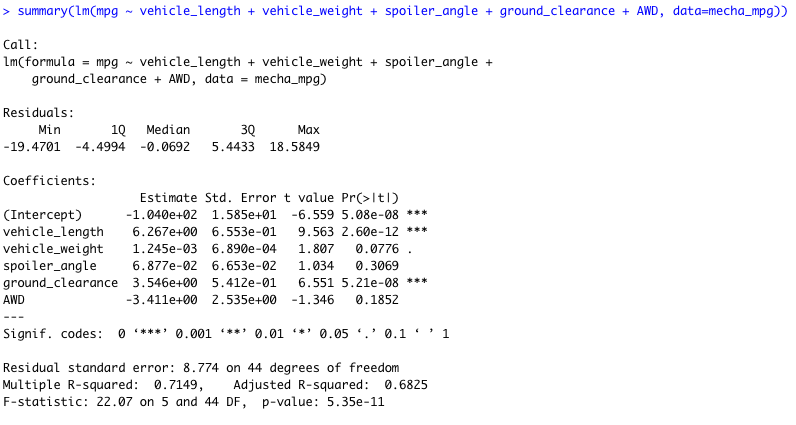 > summary(lm(mpg ~ vehicle_length + vehicle_weight + spoiler_angle + ground_clearance + AWD, data=mecha_mpg))
Call:
lm(formula = mpg ~ vehicle_length + vehicle_weight + spoiler_angle +
    ground_clearance + AWD, data = mecha_mpg)
Residuals:
     Min       1Q   Median       3Q      Max
-19.4701  -4.4994  -0.0692   5.4433  18.5849
Coefficients:
                   Estimate Std. Error t value Pr(>|t|)
(Intercept)      -1.040e+02  1.585e+01  -6.559 5.08e-08 ***
vehicle_length    6.267e+00  6.553e-01   9.563 2.60e-12 ***
vehicle_weight    1.245e-03  6.890e-04   1.807   0.0776 .
spoiler_angle     6.877e-02  6.653e-02   1.034   0.3069
ground_clearance  3.546e+00  5.412e-01   6.551 5.21e-08 ***
AWD              -3.411e+00  2.535e+00  -1.346   0.1852
---
Signif. codes:  0 ‘***’ 0.001 ‘**’ 0.01 ‘*’ 0.05 ‘.’ 0.1 ‘ ’ 1
Residual standard error: 8.774 on 44 degrees of freedom
Multiple R-squared:  0.7149,    Adjusted R-squared:  0.6825
F-statistic: 22.07 on 5 and 44 DF,  p-value: 5.35e-11